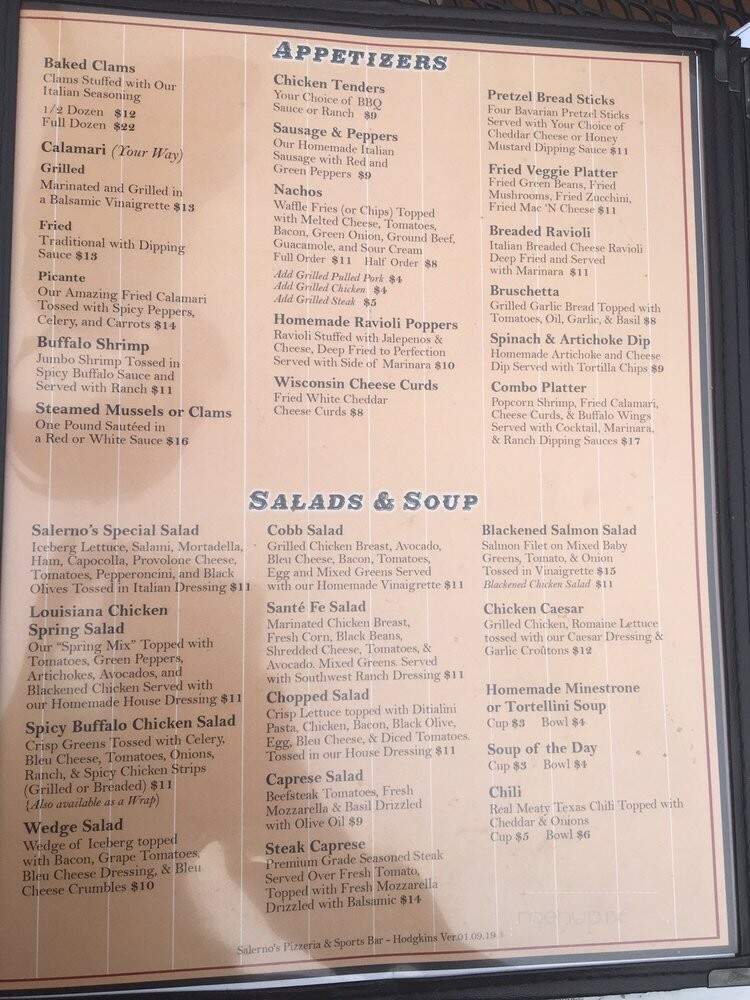 APPETIZERS
Baked Clams
Clams Stuffed with Our
Italian Seasoning
1/2 Dozen $12
Full Dozen $22
Calamari (Your Way)
Grilled
Marinated and Grilled in
a Balsamic Vinaigrette $13
Fried
Traditional with Dipping
Sauce $13
Picante
Our Amazing Fried Calamari
Tossed with Spicy Peppers,
Celery, and Carrots $14
Buffalo Shrimp
Jumbo Shrimp Tossed in
Spicy Buffalo Sauce and
Served with Ranch $11
Steamed Mussels or Clams
One Pound Sautéed in
a Red or White Sauce $16
Chicken Tenders
Your Choice of BBQ
Sauce or Ranch $9
Sausage & Peppers
Our Homemade Italian
Sausage with Red and
Green Peppers $9
Nachos
Waffle Fries (or Chips) Topped
with Melted Cheese, Tomatoes,
Bacon, Green Onion, Ground Beef,
Guacamole, and Sour Cream
Full Order $11 Half Order $8
Add Grilled Pulled Pork $4
Add Grilled Chicken $4
Add Grilled Steak $5
Homemade Ravioli Poppers
Ravioli Stuffed with Jalepenos &
Cheese, Deep Fried to Perfection
Served with Side of Marinara $10
Wisconsin Cheese Curds
Fried White Cheddar
Cheese Curds $8
Pretzel Bread Sticks
Four Bavarian Pretzel Sticks
Served with Your Choice of
Cheddar Cheese or Honey
Mustard Dipping Sauce $11
Fried Veggie Platter
Fried Green Beans, Fried
Mushrooms, Fried Zucchini,
Fried Mac 'N Cheese $11
Breaded Ravioli
Italian Breaded Cheese Ravioli
Deep Fried and Served
with Marinara $11
Bruschetta
Grilled Garlic Bread Topped with
Tomatoes, Oil, Garlic, & Basil $8
Spinach & Artichoke Dip
Homemade Artichoke and Cheese
Dip Served with Tortilla Chips $9
Combo Platter
Popcorn Shrimp, Fried Calamari,
Cheese Curds, & Buffalo Wings
Served with Cocktail, Marinara,
& Ranch Dipping Sauces $17
SALADS & SOUP
Salerno's Special Salad
Iceberg Lettuce, Salami, Mortadella,
Ham, Capocolla, Provolone Cheese,
Tomatoes, Pepperoncini, and Black
Olives Tossed in Italian Dressing $11
Louisiana Chicken
Spring Salad
Our "Spring Mix" Topped with
Tomatoes, Green Peppers,
Artichokes, Avocados, and
Blackened Chicken Served with
our Homemade House Dressing $11
Spicy Buffalo Chicken Salad
Crisp Greens Tossed with Celery,
Bleu Cheese, Tomatoes, Onions,
Ranch, & Spicy Chicken Strips
(Grilled or Breaded) $11
(Also available as a Wrap)
Wedge Salad
Wedge of Iceberg topped
with Bacon, Grape Tomatoes,
Bleu Cheese Dressing, & Bleu
Cheese Crumbles $10
Cobb Salad
Grilled Chicken Breast, Avocado,
Bleu Cheese, Bacon, Tomatoes,
Egg and Mixed Greens Served
with our Homemade Vinaigrette $11
Santé Fe Salad
Marinated Chicken Breast,
Fresh Corn, Black Beans,
Shredded Cheese, Tomatoes, &
Avocado. Mixed Greens. Served
with Southwest Ranch Dressing $11
Chopped Salad
Crisp Lettuce topped with Ditialini
Pasta, Chicken, Bacon, Black Olive,
Egg, Bleu Cheese, & Diced Tomatoes.
Tossed in our House Dressing $11
Caprese Salad
Beefsteak Tomatoes, Fresh
Mozzarella & Basil Drizzled
with Olive Oil $9
Steak Caprese
Premium Grade Seasoned Steak
Served Over Fresh Tomato,
Topped with Fresh Mozzarella
Drizzled with Balsamic $14
Blackened Salmon Salad
Salmon Filet on Mixed Baby
Greens, Tomato, & Onion
Tossed in Vinaigrette $15
Blackened Chicken Salad $11
Chicken Caesar
Grilled Chicken, Romaine Lettuce
tossed with our Caesar Dressing &
Garlic Croûtons $12
Homemade Minestrone
or Tortellini Soup
Cup $3 Bowl $4
Soup of the Day
Cup $3 Bowl $4
Chili
Real Meaty Texas Chili Topped with
Cheddar & Onions
Cup $5 Bowl $6
Salerno's Pizzeria & Sports Bar - Hodgkins Ver.01.09.19